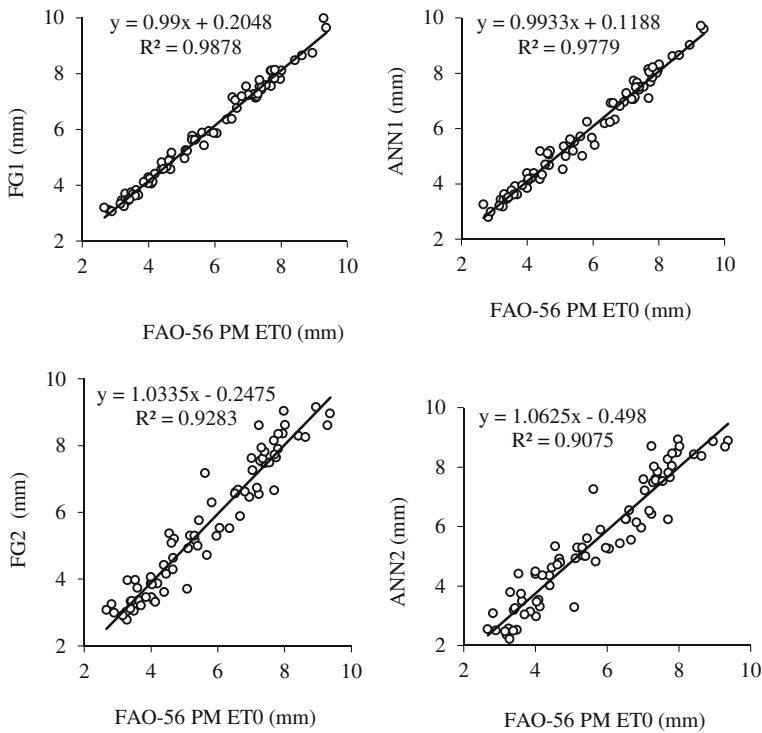 y = 0.99x + 0.2048
R² = 0.9878
10
8
6
4
2
FG1 (mm)
2 4 6 8 10
FAO-56 PM ET0 (mm)
y = 0.9933x + 0.1188
R² = 0.9779
10
8
6
4
2
ANN1 (mm)
2 4 6 8 10
FAO-56 PM ET0 (mm)
y = 1.0335x - 0.2475
R² = 0.9283
10
8
6
4
2
FG2 (mm)
2 4 6 8 10
FAO-56 PM ET0 (mm)
y = 1.0625x - 0.498
R² = 0.9075
10
8
6
4
2
ANN2 (mm)
2 4 6 8 10
FAO-56 PM ET0 (mm)